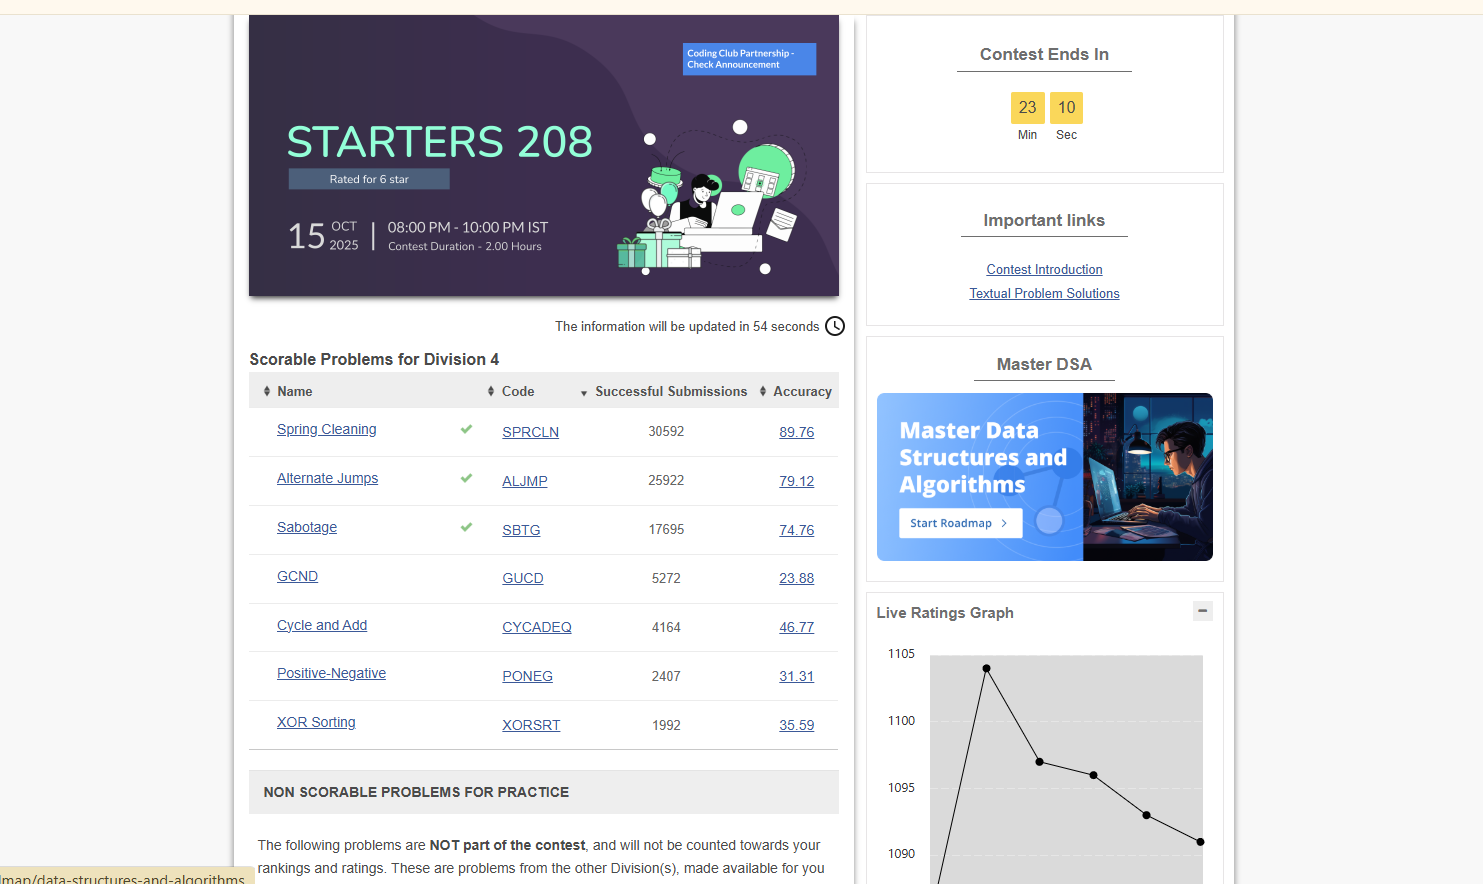 Coding Club Partnership -
Check Announcement
STARTERS 208
Rated for 6 star
15 OCT
2025
08:00 PM - 10:00 PM IST
Contest Duration - 2.00 Hours
The information will be updated in 54 seconds
Scorable Problems for Division 4
Name Code Successful Submissions Accuracy
Spring Cleaning SPRCLN 30592 89.76
Alternate Jumps ALJMP 25922 79.12
Sabotage SBTG 17695 74.76
GCND GUCD 5272 23.88
Cycle and Add CYCADEQ 4164 46.77
Positive-Negative PONEG 2407 31.31
XOR Sorting XORSRT 1992 35.59
NON SCORABLE PROBLEMS FOR PRACTICE
The following problems are NOT part of the contest, and will not be counted towards your
rankings and ratings. These are problems from the other Division(s), made available for you
map/data-structures-and-algorithms
Contest Ends In
23 10
Min Sec
Important links
Contest Introduction
Textual Problem Solutions
Master DSA
Master Data
Structures and
Algorithms
Start Roadmap >
Live Ratings Graph
1105
1100
1095
1090